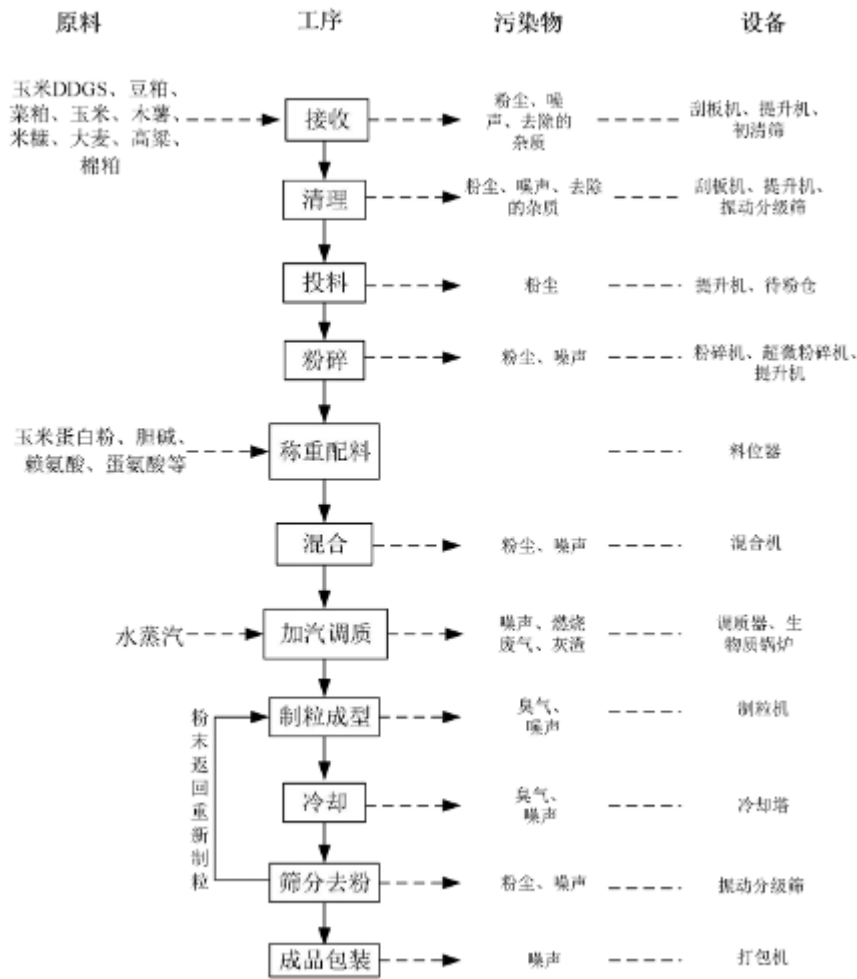 原料 工序 污染物 设备
玉米DDGS、豆粕、
菜粕、玉米、木薯、
米糠、大麦、高粱、
棉粕
接收
粉尘、噪
声、去除的
杂质
刮板机、提升机、
初清筛
清理
粉尘、噪声、去除
的杂质
刮板机、提升机、
振动分级筛
投料
粉尘
提升机、待粉仓
粉碎
粉尘、噪声
粉碎机、超微粉碎机、
提升机
玉米蛋白粉、胆碱、
赖氨酸、蛋氨酸等
称重配料
料位器
混合
粉尘、噪声
混合机
水蒸汽
加汽调质
噪声、燃烧
废气、灰渣
调质器、生
物质锅炉
粉末返回重新制粒
制粒成型
臭气、
噪声
制粒机
冷却
臭气、
噪声
冷却塔
筛分去粉
粉尘、噪声
振动分级筛
成品包装
噪声
打包机